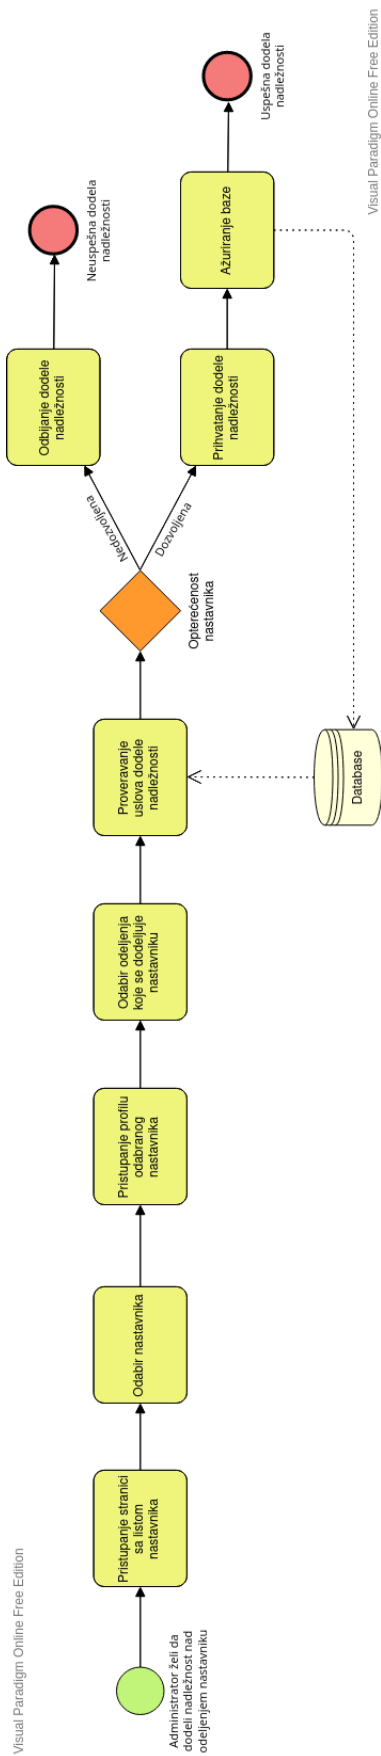 Visual Paradigm Online Free Edition
Administrator želi da
dodeli nadležnost nad
odeljenjem nastavniku
Pristupanje stranici
sa listom
nastavnika
Odabir nastavnika
Pristupanje profilu
odabranog
nastavnika
Odabir odeljenja
koje se dodeljuje
nastavniku
Proveravanje
uslova dodele
nadležnosti
Database
Opterećenost
nastavnika
Nedozvoljena
Dozvoljena
Odbijanje dodele
nadležnosti
Neuspešna dodela
nadležnosti
Prihvatanje dodele
nadležnosti
Ažuriranje baze
Uspešna dodela
nadležnosti
Visual Paradigm Online Free Edition